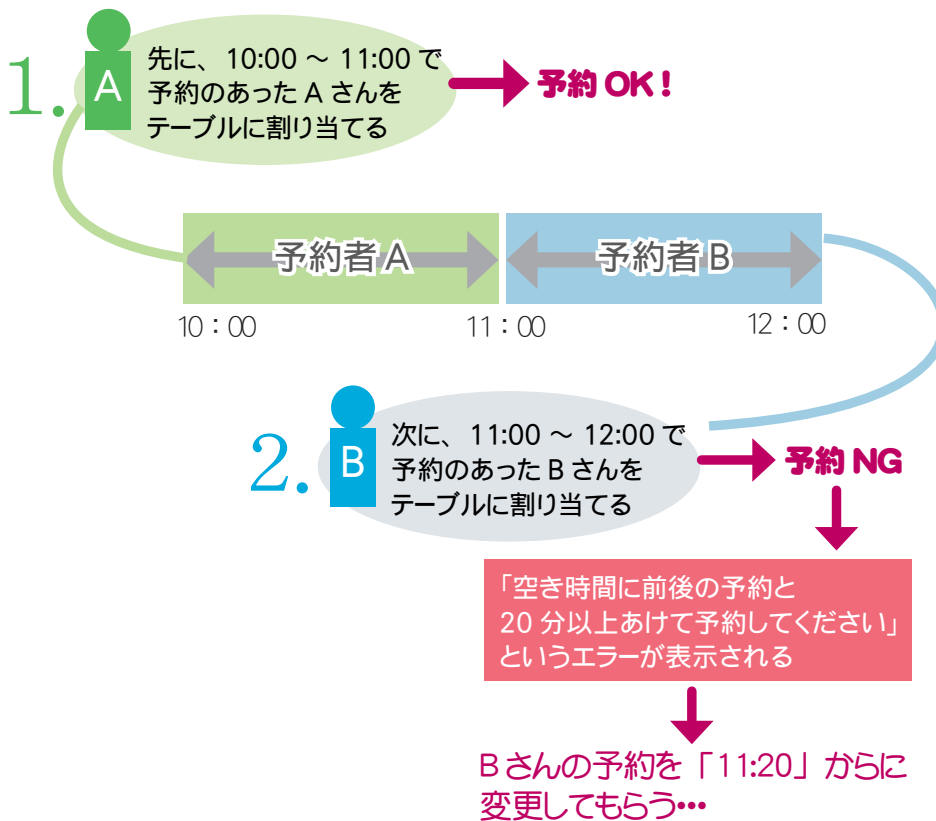 1.
A
先に、10:00 ～ 11:00 で
予約のあった A さんを
テーブルに割り当てる
予約 OK！
予約者 A
予約者 B
10：00
11：00
12：00
2.
B
次に、11:00 ～ 12:00 で
予約のあった B さんを
テーブルに割り当てる
予約 NG
「空き時間に前後の予約と
20 分以上あけて予約してください」
というエラーが表示される
B さんの予約を「11:20」からに
変更してもらう…